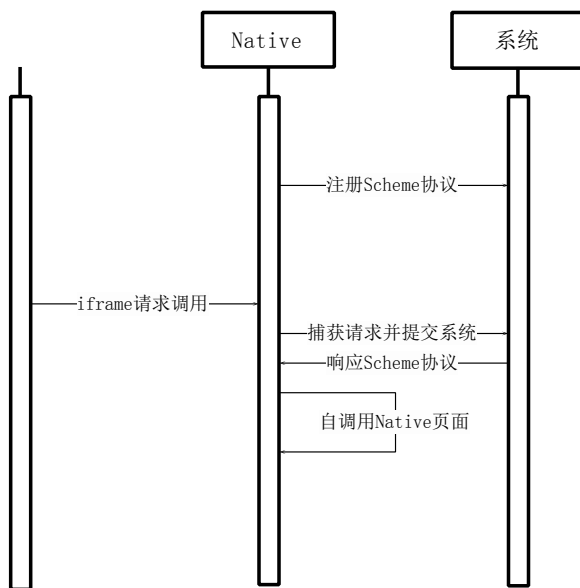 Native
系统
注册Scheme协议
iframe请求调用
捕获请求并提交系统
响应Scheme协议
自调用Native页面